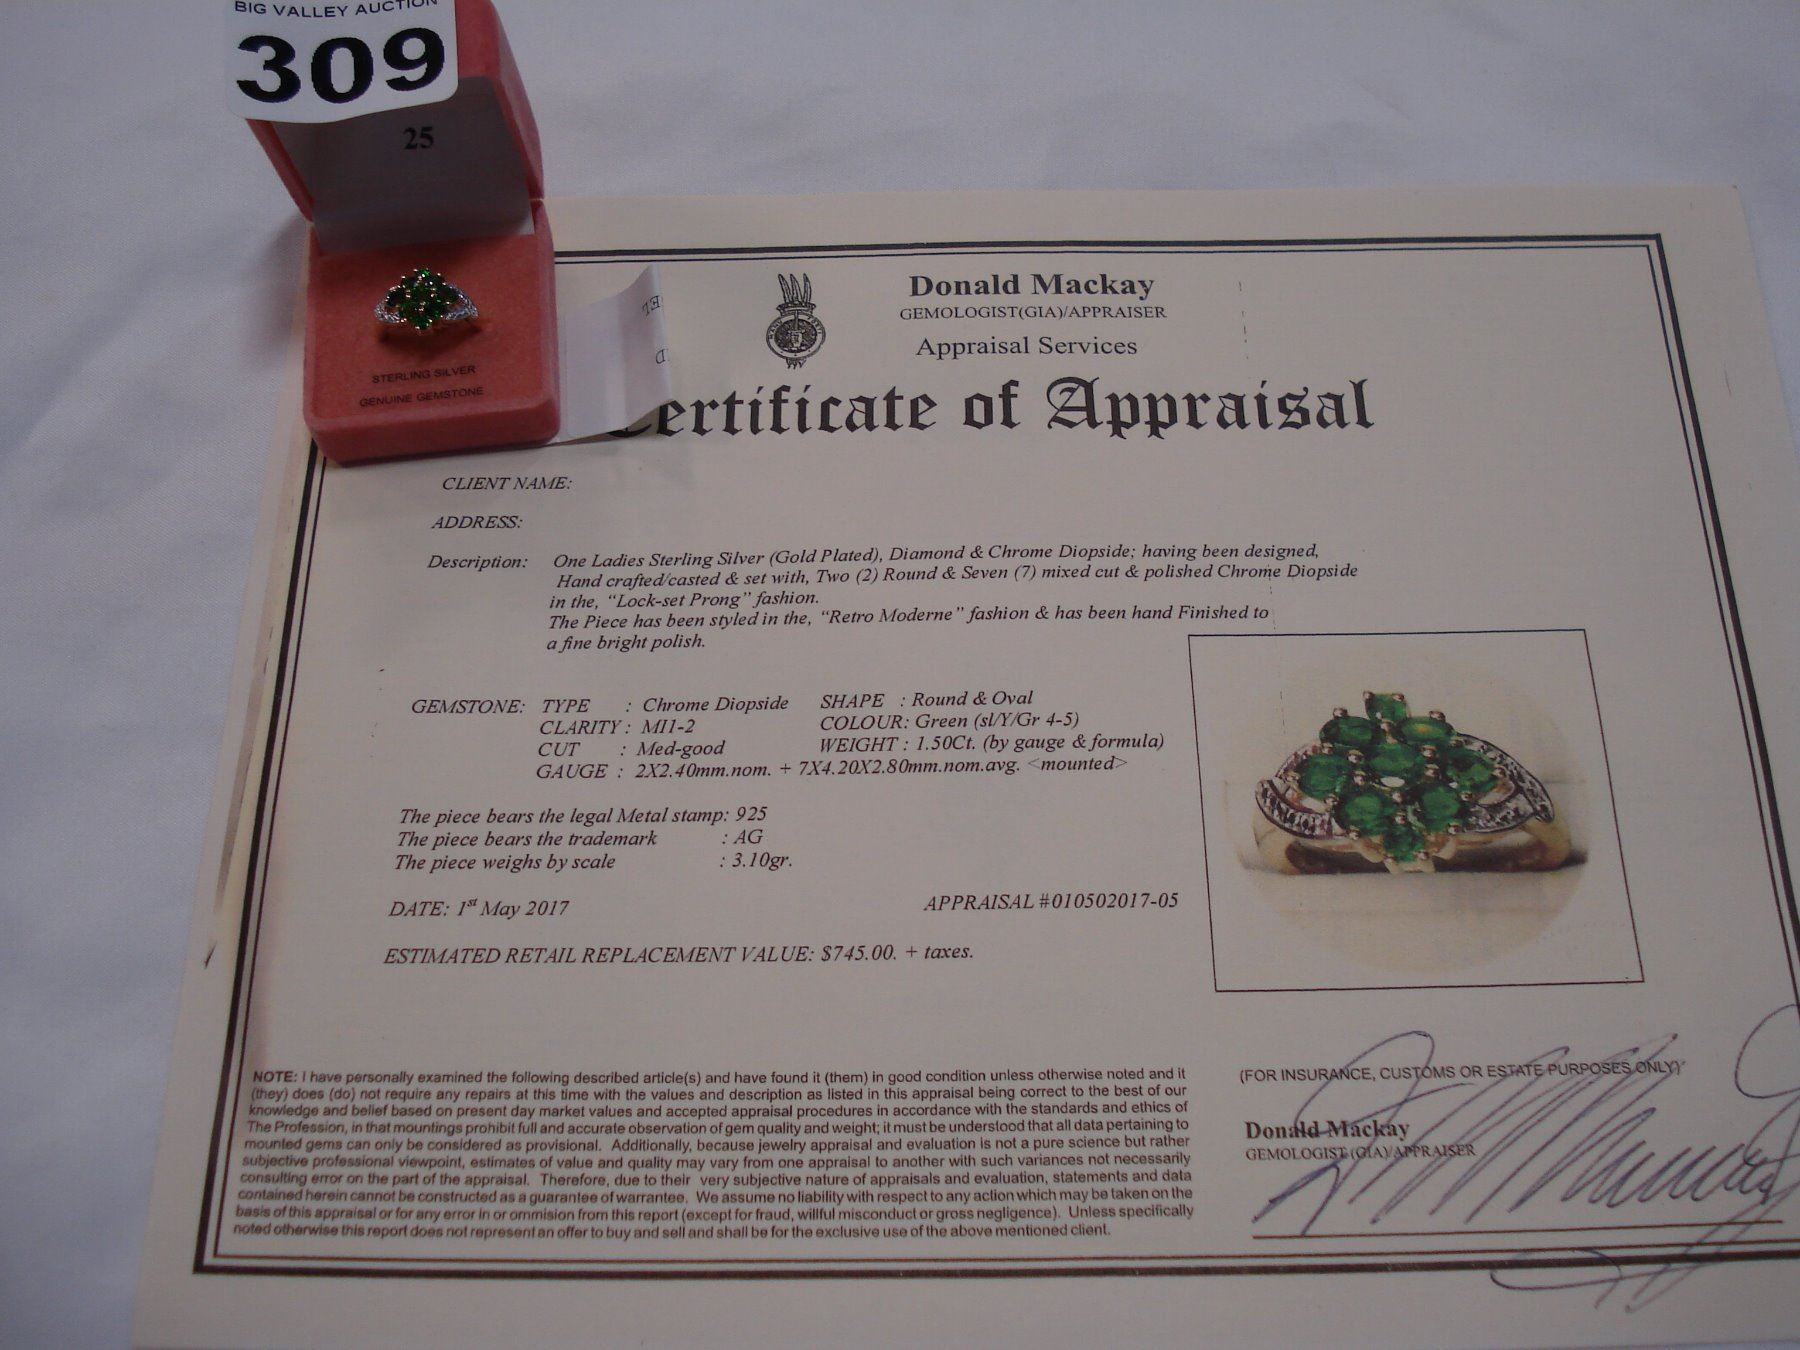 BIG VALLEY AUCTION
309
25
STERLING SILVER
GENUINE GEMSTONE
Donald Mackay
GEMOLOGIST(GIA)/APPRAISER
Appraisal Services
ertificate of Appraisal
CLIENT NAME:
ADDRESS:
Description: One Ladies Sterling Silver (Gold Plated), Diamond & Chrome Diopside; having been designed,
Hand crafted/casted & set with, Two (2) Round & Seven (7) mixed cut & polished Chrome Diopside
in the, “Lock-set Prong” fashion.
The Piece has been styled in the, “Retro Moderne” fashion & has been hand Finished to
a fine bright polish.
GEMSTONE: TYPE : Chrome Diopside SHAPE : Round & Oval
CLARITY : MI1-2 COLOUR: Green (sl/Y/Gr 4-5)
CUT : Med-good WEIGHT : 1.50Ct. (by gauge & formula)
GAUGE : 2X2.40mm.nom. + 7X4.20X2.80mm.nom.avg. <mounted>
The piece bears the legal Metal stamp: 925
The piece bears the trademark : AG
The piece weighs by scale : 3.10gr.
DATE: 1st May 2017 APPRAISAL #010502017-05
ESTIMATED RETAIL REPLACEMENT VALUE: $745.00. + taxes.
NOTE: I have personally examined the following described article(s) and have found it (them) in good condition unless otherwise noted and it
(they) does (do) not require any repairs at this time with the values and description as listed in this appraisal being correct to the best of our
knowledge and belief based on present day market values and accepted appraisal procedures in accordance with the standards and ethics of
The Profession, in that mountings prohibit full and accurate observation of gem quality and weight; it must be understood that all data pertaining to
mounted gems can only be considered as provisional. Additionally, because jewelry appraisal and evaluation is not a pure science but rather
subjective professional viewpoint, estimates of value and quality may vary from one appraisal to another with such variances not necessarily
consulting error on the part of the appraisal. Therefore, due to their very subjective nature of appraisals and evaluation, statements and data
contained herein cannot be constructed as a guarantee of warrantee. We assume no liability with respect to any action which may be taken on the
basis of this appraisal or for any error in or ommision from this report (except for fraud, willful misconduct or gross negligence). Unless specifically
noted otherwise this report does not represent an offer to buy and sell and shall be for the exclusive use of the above mentioned client.
(FOR INSURANCE, CUSTOMS OR ESTATE PURPOSES ONLY)
Donald Mackay
GEMOLOGIST (GIA)/APPRAISER